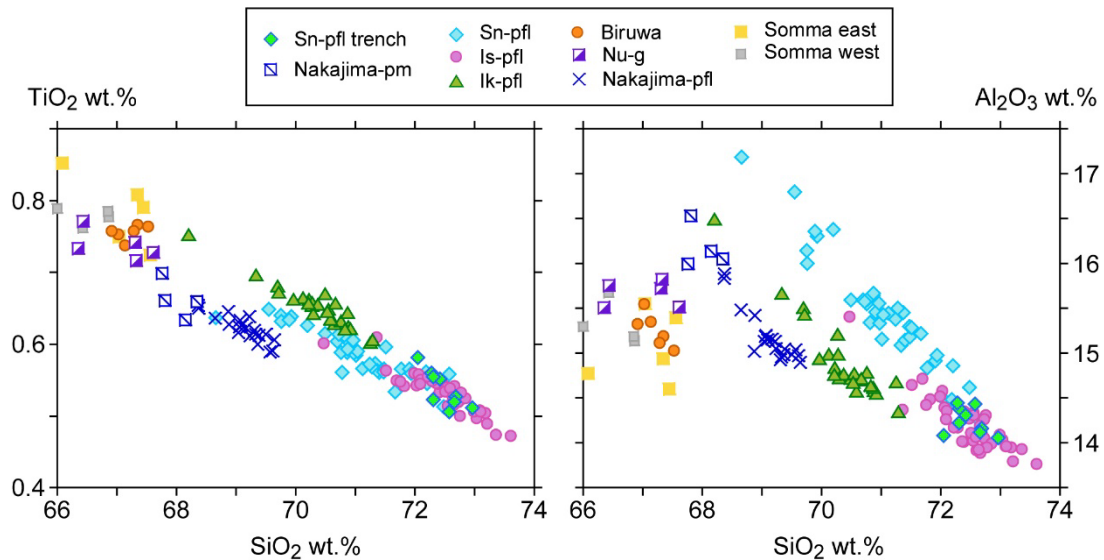 Sn-pfl trench
Nakajima-pm
Sn-pfl
Is-pfl
Ik-pfl
Biruwa
Nu-g
Nakajima-pfl
Somma east
Somma west
TiO2 wt.%
Al2O3 wt.%
0.8
0.6
0.4
66 68 70 72 74
SiO2 wt.%
17
16
15
14
66 68 70 72 74
SiO2 wt.%